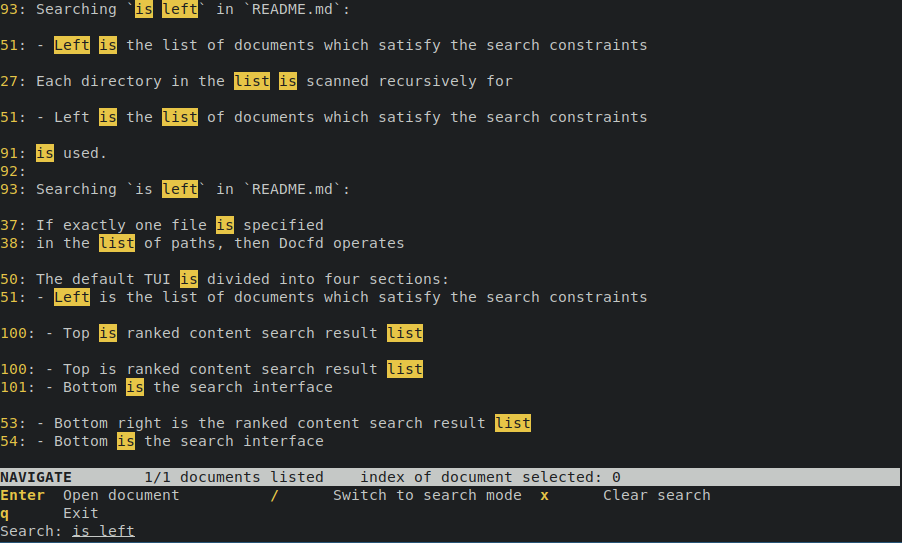 93: Searching `is left` in `README.md`:
51: - Left is the list of documents which satisfy the search constraints
27: Each directory in the list is scanned recursively for
51: - Left is the list of documents which satisfy the search constraints
91: is used.
92:
93: Searching `is left` in `README.md`:
37: If exactly one file is specified
38: in the list of paths, then Docfd operates
50: The default TUI is divided into four sections:
51: - Left is the list of documents which satisfy the search constraints
100: - Top is ranked content search result list
100: - Top is ranked content search result list
101: - Bottom is the search interface
53: - Bottom right is the ranked content search result list
54: - Bottom is the search interface
NAVIGATE 1/1 documents listed index of document selected: 0
Enter Open document / Switch to search mode x Clear search
q Exit
Search: is left